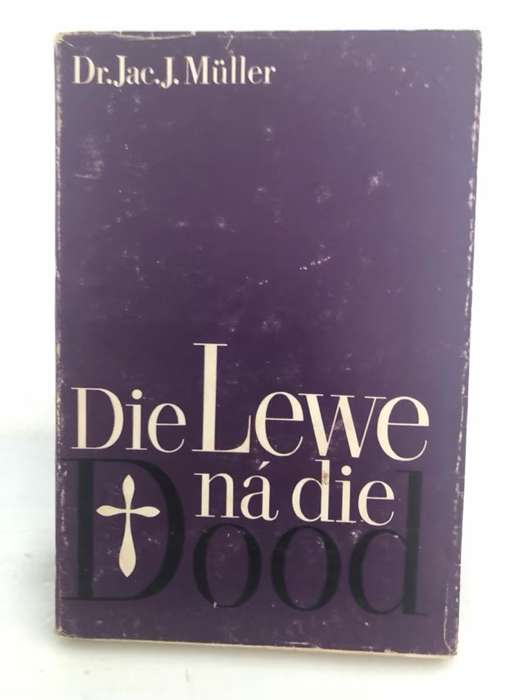 Dr. Jac. J. Müller
Die Lewe
ná die
Dood